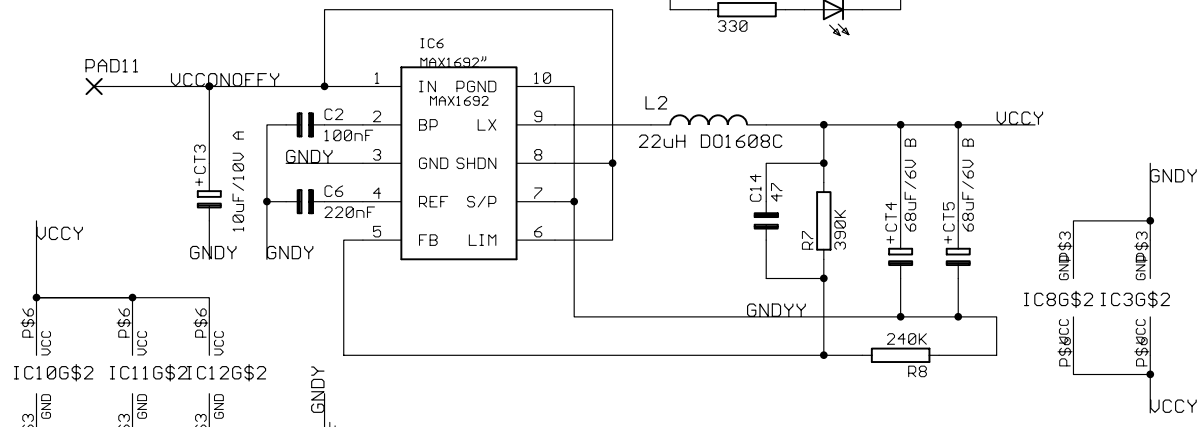 330
IC6
MAX1692"
PAD11
VCCONOFFY
1
IN
PGND
10
MAX1692
L2
C2
2
BP
LX
9
VCCY
100nF
22uH DO1608C
GNDY
3
GND
SHDN
8
+CT3
10uF/10V A
C6
4
REF
S/P
7
220nF
C14
47
R7
390K
+CT4
68uF/6V B
+CT5
68uF/6V B
GNDY
5
FB
LIM
6
VCCY
GNDY
GNDY
GND
P$3
GND
P$3
IC8G$2
IC3G$2
GNDYY
P$6
VCC
P$6
VCC
P$6
VCC
240K
R8
VCC
P$6
VCC
P$6
IC10G$2
IC11G$2
IC12G$2
GNDY
VCCY
GND
GND
GND